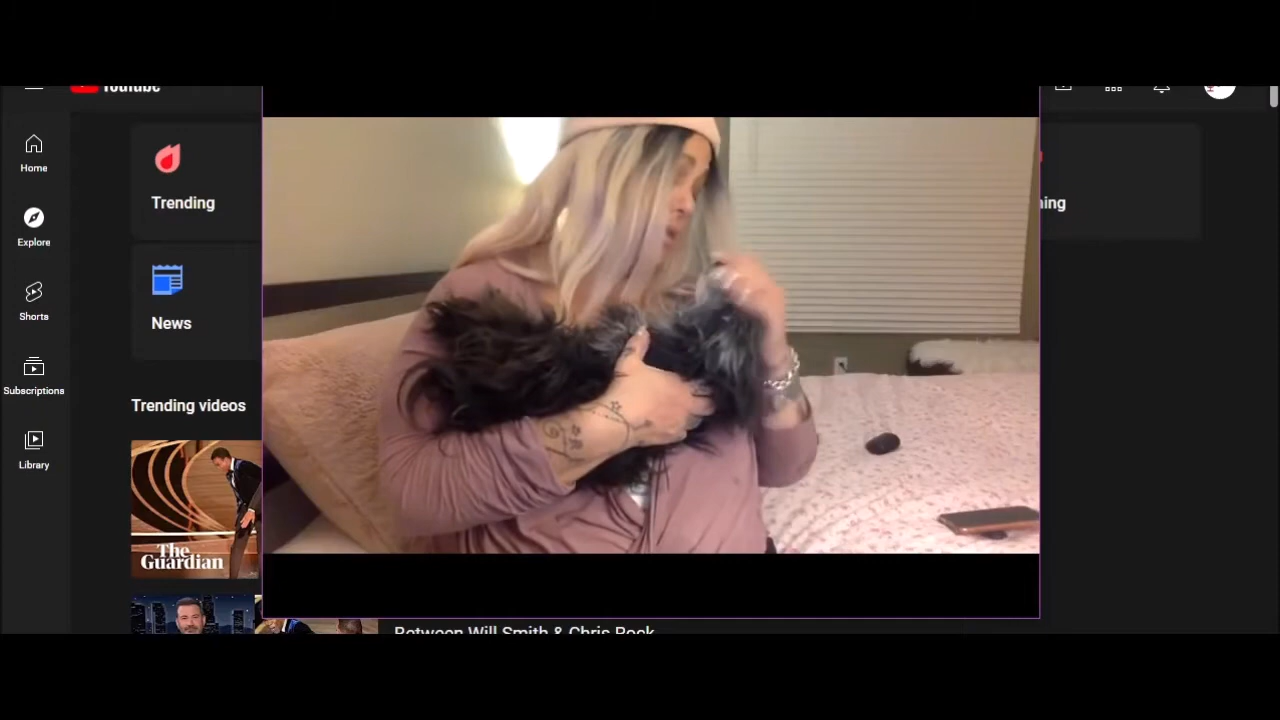 YouTube
Home
Explore
Shorts
Subscriptions
Library
Trending
News
Trending videos
The
Guardian
Between Will Smith & Chris Rock